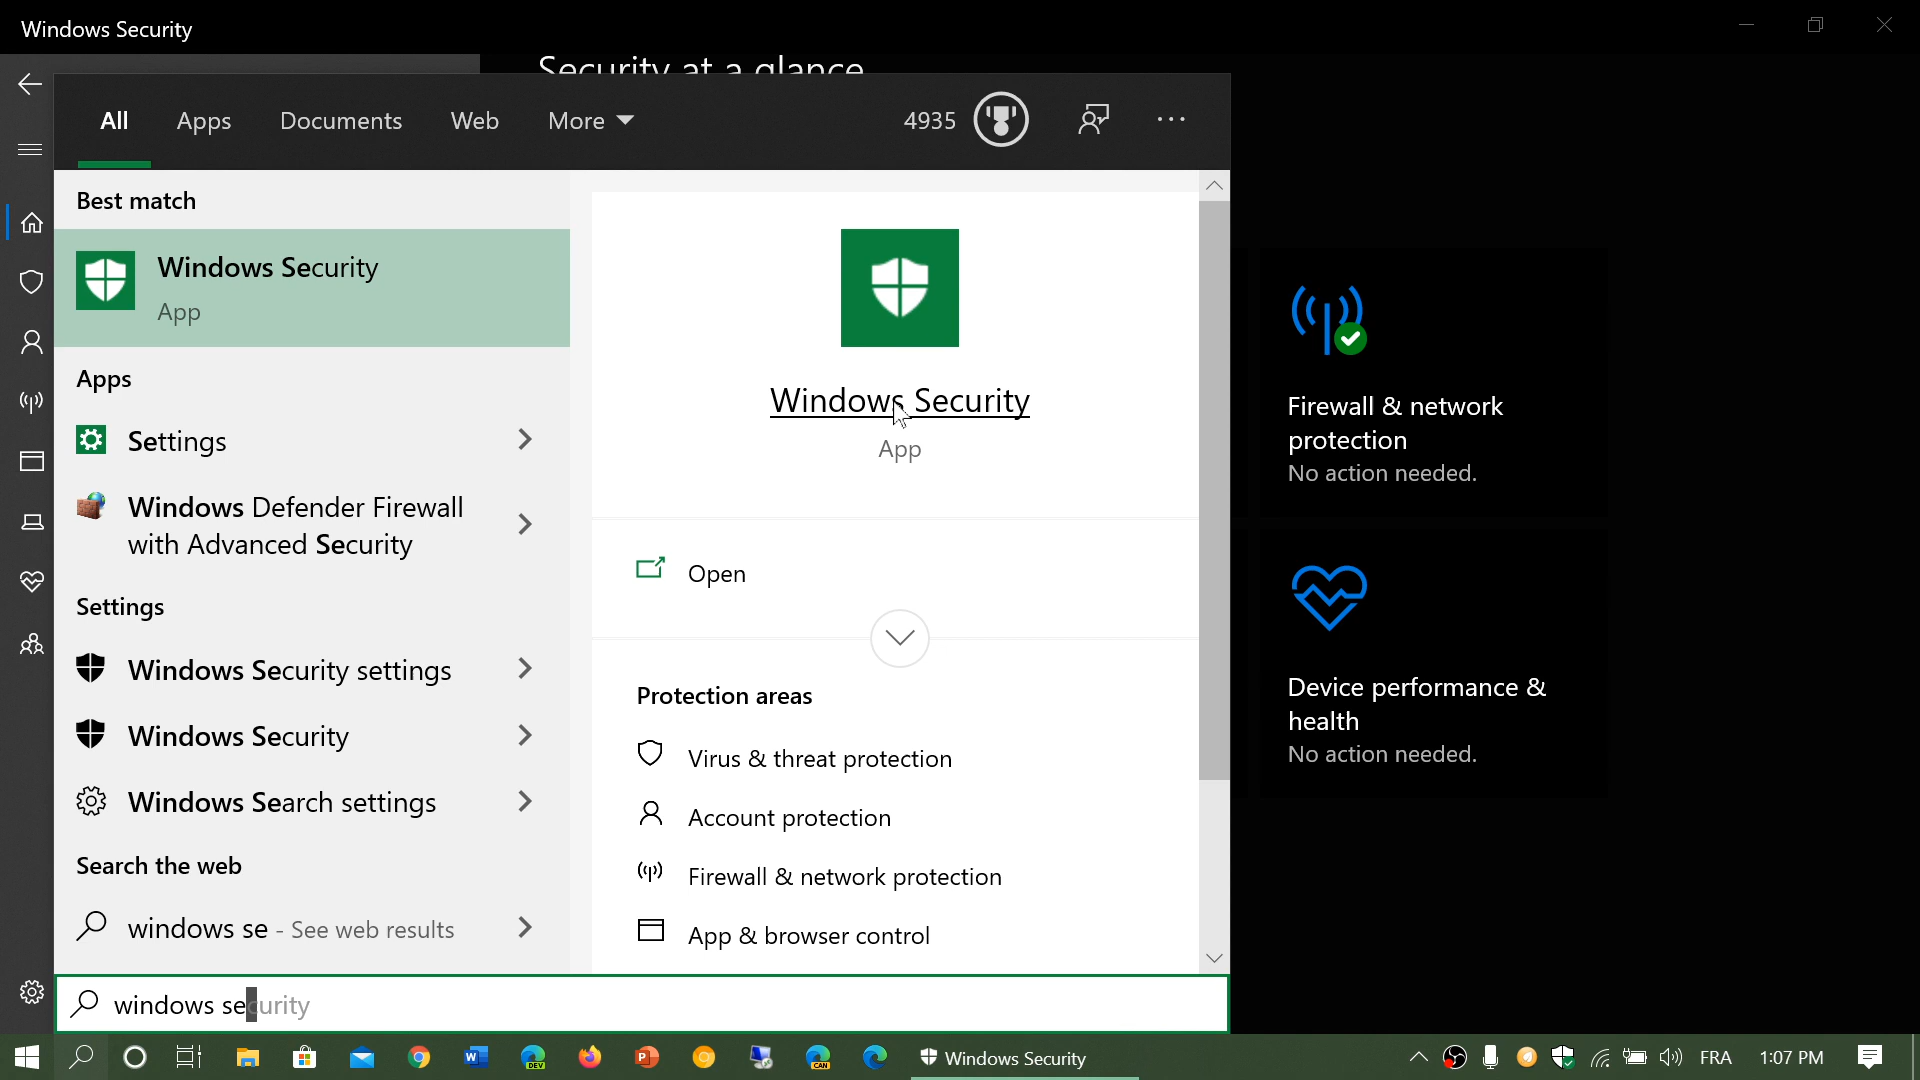 Windows Security
Security at a glance
All
Apps
Documents
Web
More
4935
Best match
Windows Security
App
Apps
Settings
Windows Defender Firewall
with Advanced Security
Settings
Windows Security settings
Windows Security
Windows Search settings
Search the web
windows se - See web results
windows security
Windows Security
App
Open
Protection areas
Virus & threat protection
Account protection
Firewall & network protection
App & browser control
Firewall & network
protection
No action needed.
Device performance &
health
No action needed.
DEV
CAN
Windows Security
FRA
1:07 PM